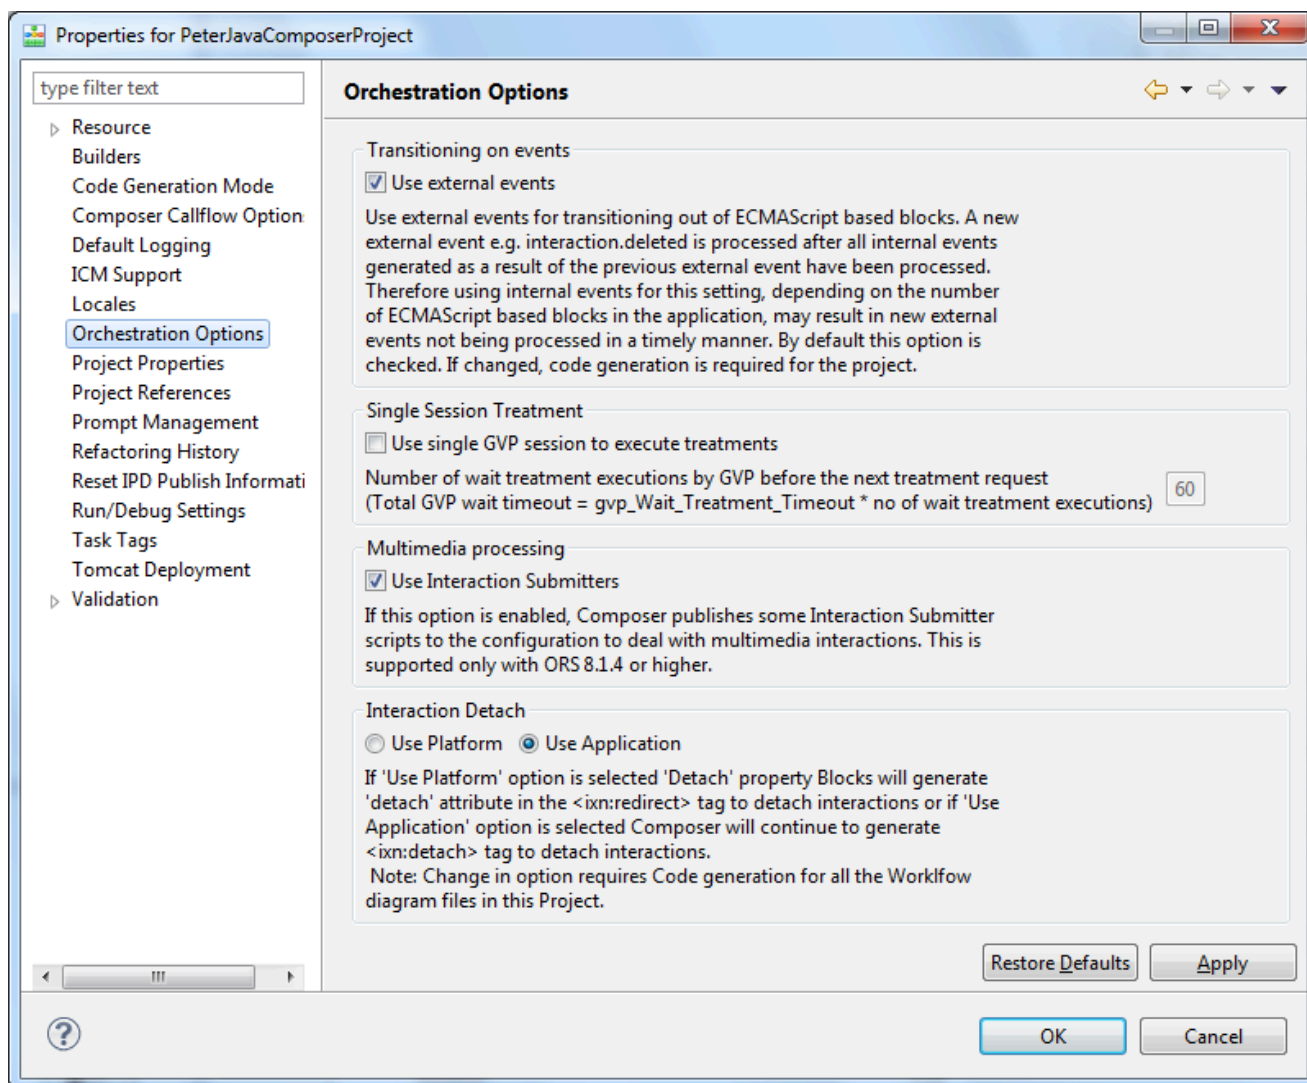 Properties for PeterJavaComposerProject
type filter text
Resource
Builders
Code Generation Mode
Composer Callflow Option
Default Logging
ICM Support
Locales
Orchestration Options
Project Properties
Project References
Prompt Management
Refactoring History
Reset IPD Publish Informati
Run/Debug Settings
Task Tags
Tomcat Deployment
Validation
Orchestration Options
Transitioning on events
Use external events
Use external events for transitioning out of ECMAScript based blocks. A new
external event e.g. interaction.deleted is processed after all internal events
generated as a result of the previous external event have been processed.
Therefore using internal events for this setting, depending on the number
of ECMAScript based blocks in the application, may result in new external
events not being processed in a timely manner. By default this option is
checked. If changed, code generation is required for the project.
Single Session Treatment
Use single GVP session to execute treatments
Number of wait treatment executions by GVP before the next treatment request
(Total GVP wait timeout = gvp_Wait_Treatment_Timeout * no of wait treatment executions)
60
Multimedia processing
Use Interaction Submitters
If this option is enabled, Composer publishes some Interaction Submitter
scripts to the configuration to deal with multimedia interactions. This is
supported only with ORS 8.1.4 or higher.
Interaction Detach
Use Platform Use Application
If 'Use Platform' option is selected 'Detach' property Blocks will generate
'detach' attribute in the <ixn:redirect> tag to detach interactions or if 'Use
Application' option is selected Composer will continue to generate
<ixn:detach> tag to detach interactions.
Note: Change in option requires Code generation for all the Worklfow
diagram files in this Project.
Restore Defaults Apply
OK Cancel